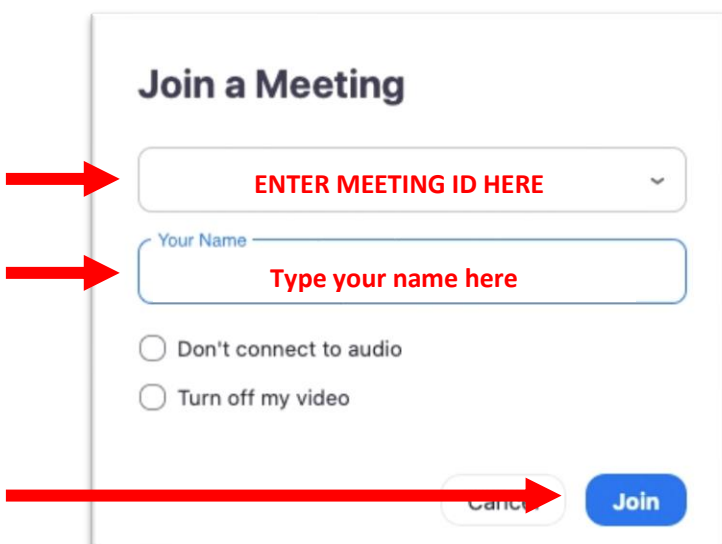 Join a Meeting
ENTER MEETING ID HERE
Your Name
Type your name here
Don't connect to audio
Turn off my video
Join